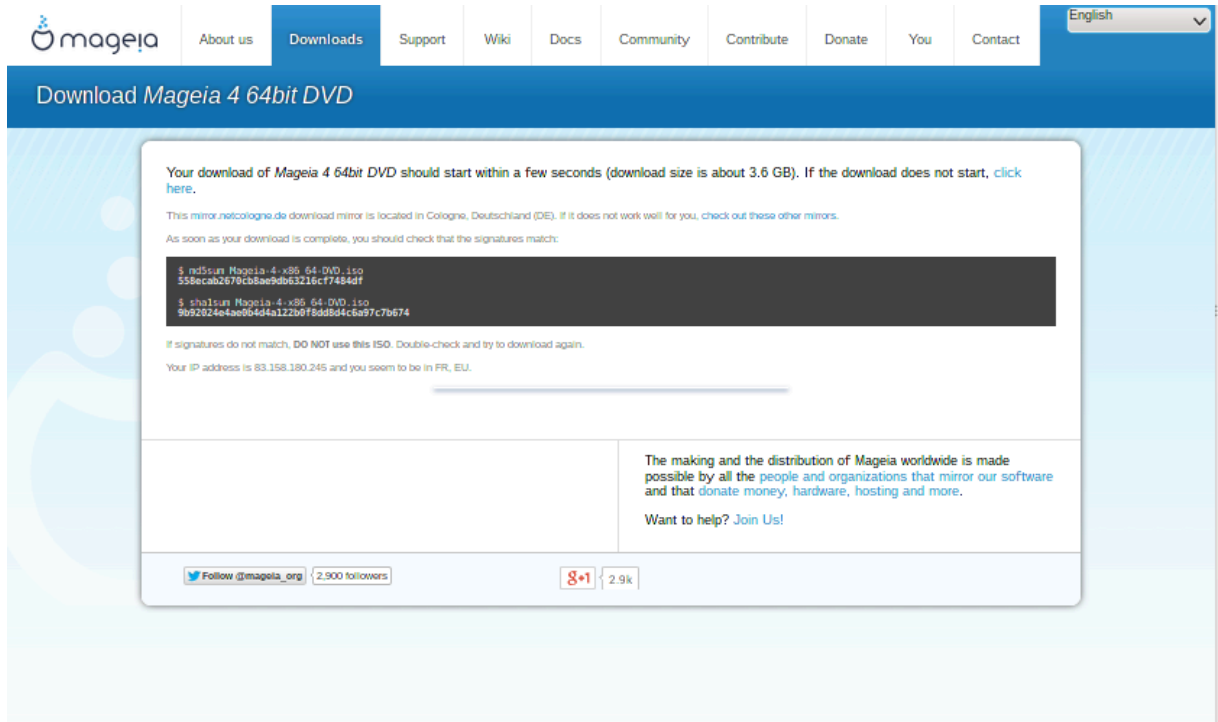 mageia
About us
Downloads
Support
Wiki
Docs
Community
Contribute
Donate
You
Contact
English
Download Mageia 4 64bit DVD
Your download of Mageia 4 64bit DVD should start within a few seconds (download size is about 3.6 GB). If the download does not start, click
here.
This mirror.netcologne.de download mirror is located in Cologne, Deutschland (DE). If it does not work well for you, check out these other mirrors.
As soon as your download is complete, you should check that the signatures match:
$ md5sum Mageia-4-x86_64-DVD.iso
558ecab2670cb8ae9db63216cf7484df
$ sha1sum Mageia-4-x86_64-DVD.iso
9b92024e4ae0b4d4a122b0f8dd8d4c6a97c7b674
If signatures do not match, DO NOT use this ISO. Double-check and try to download again.
Your IP address is 83.158.180.245 and you seem to be in FR, EU.
The making and the distribution of Mageia worldwide is made
possible by all the people and organizations that mirror our software
and that donate money, hardware, hosting and more.
Want to help? Join Us!
Follow @mageia_org
2,900 followers
g+1
2.9k